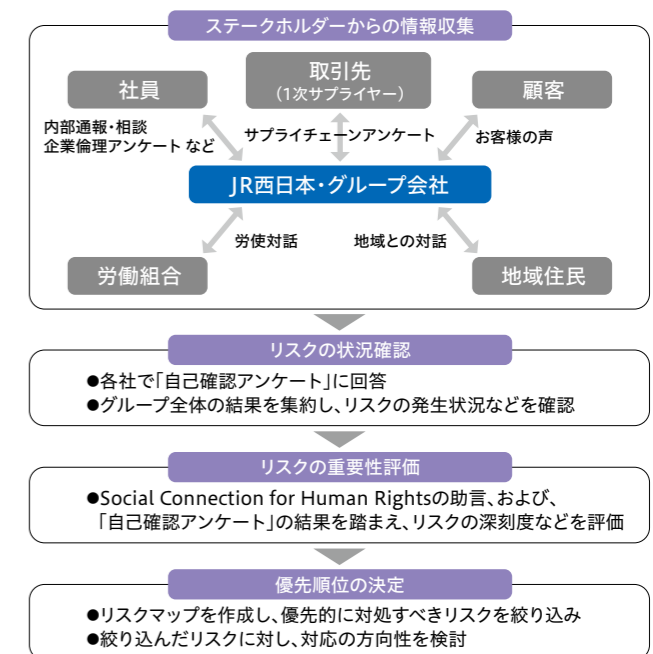 ステークホルダーからの情報収集
社員
取引先
（1次サプライヤー）
顧客
内部通報・相談
企業倫理アンケート など
サプライチェーンアンケート
お客様の声
JR西日本・グループ会社
労使対話
地域との対話
労働組合
地域住民
リスクの状況確認
●各社で「自己確認アンケート」に回答
●グループ全体の結果を集約し、リスクの発生状況などを確認
リスクの重要性評価
●Social Connection for Human Rightsの助言、および、
「自己確認アンケート」の結果を踏まえ、リスクの深刻度などを評価
優先順位の決定
●リスクマップを作成し、優先的に対処すべきリスクを絞り込み
●絞り込んだリスクに対し、対応の方向性を検討